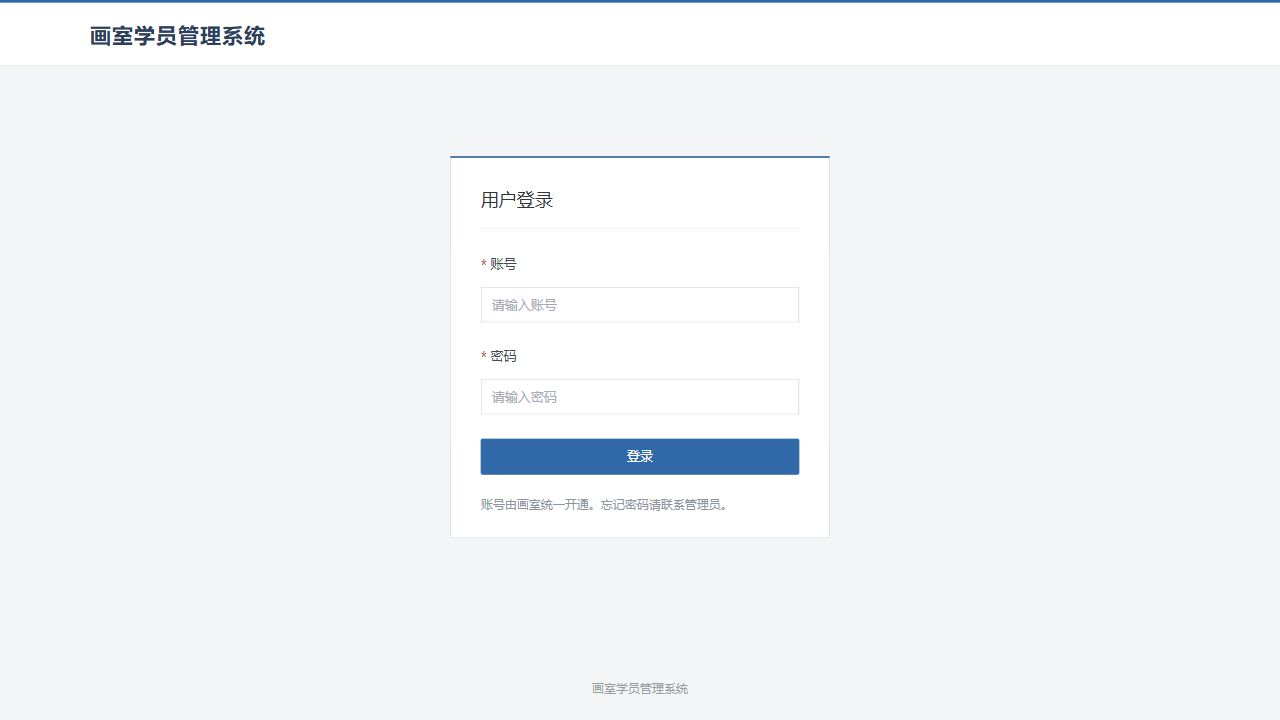 画室学员管理系统
用户登录
* 账号
请输入账号
* 密码
请输入密码
登录
账号由画室统一开通。忘记密码请联系管理员。
画室学员管理系统